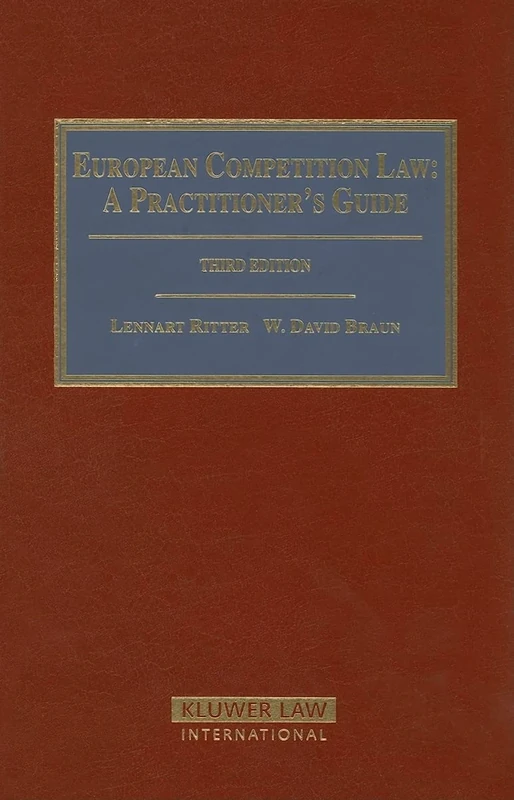 EUROPEAN COMPETITION LAW:
A PRACTITIONER'S GUIDE
THIRD EDITION
LENNART RITTER W. DAVID BRAUN
KLUWER LAW
INTERNATIONAL